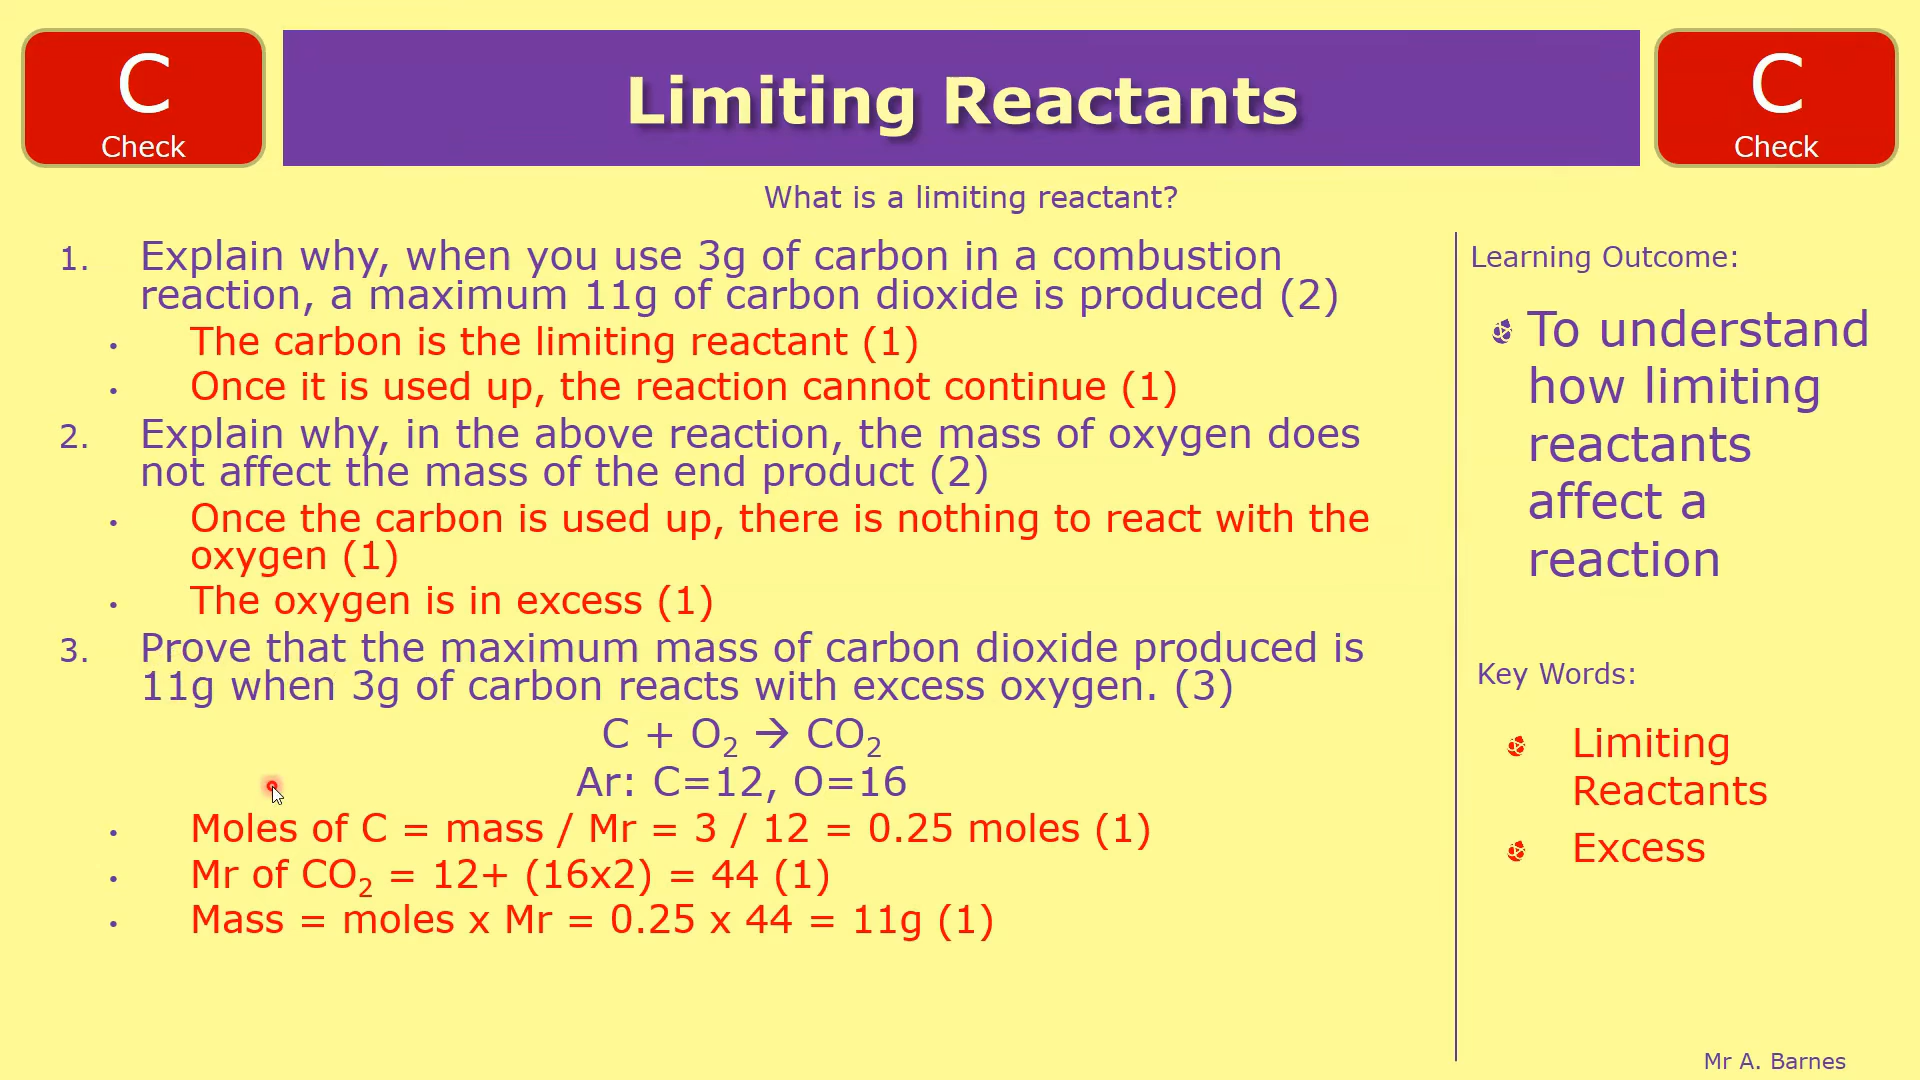 C
Check
Limiting Reactants
C
Check
What is a limiting reactant?
1. Explain why, when you use 3g of carbon in a combustion
reaction, a maximum 11g of carbon dioxide is produced (2)
• The carbon is the limiting reactant (1)
• Once it is used up, the reaction cannot continue (1)
2. Explain why, in the above reaction, the mass of oxygen does
not affect the mass of the end product (2)
• Once the carbon is used up, there is nothing to react with the
oxygen (1)
• The oxygen is in excess (1)
3. Prove that the maximum mass of carbon dioxide produced is
11g when 3g of carbon reacts with excess oxygen. (3)
C + O₂ → CO₂
Ar: C=12, O=16
• Moles of C = mass / Mr = 3 / 12 = 0.25 moles (1)
• Mr of CO₂ = 12+ (16x2) = 44 (1)
• Mass = moles x Mr = 0.25 x 44 = 11g (1)
Learning Outcome:
To understand
how limiting
reactants
affect a
reaction
Key Words:
Limiting
Reactants
Excess
Mr A. Barnes